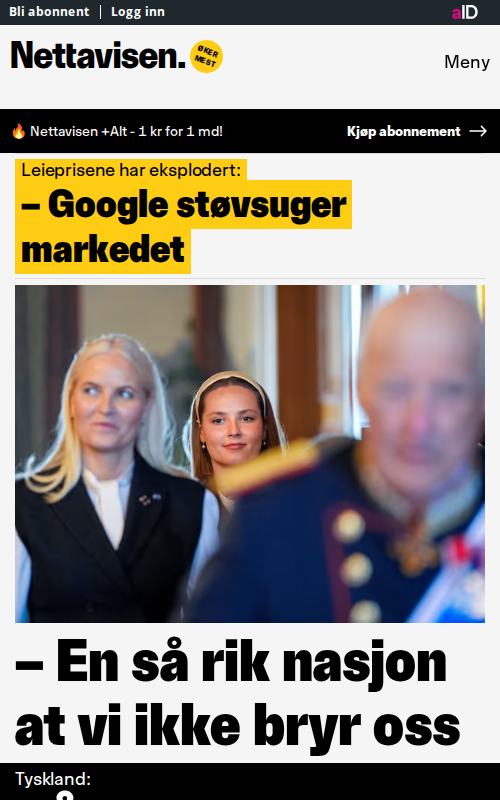 Bli abonnent | Logg inn
aID
Nettavisen.
ØKER
MEST
Meny
🔥 Nettavisen +Alt - 1 kr for 1 md!
Kjøp abonnement →
Leieprisene har eksplodert:
– Google støvsuger
markedet
– En så rik nasjon
at vi ikke bryr oss
Tyskland: